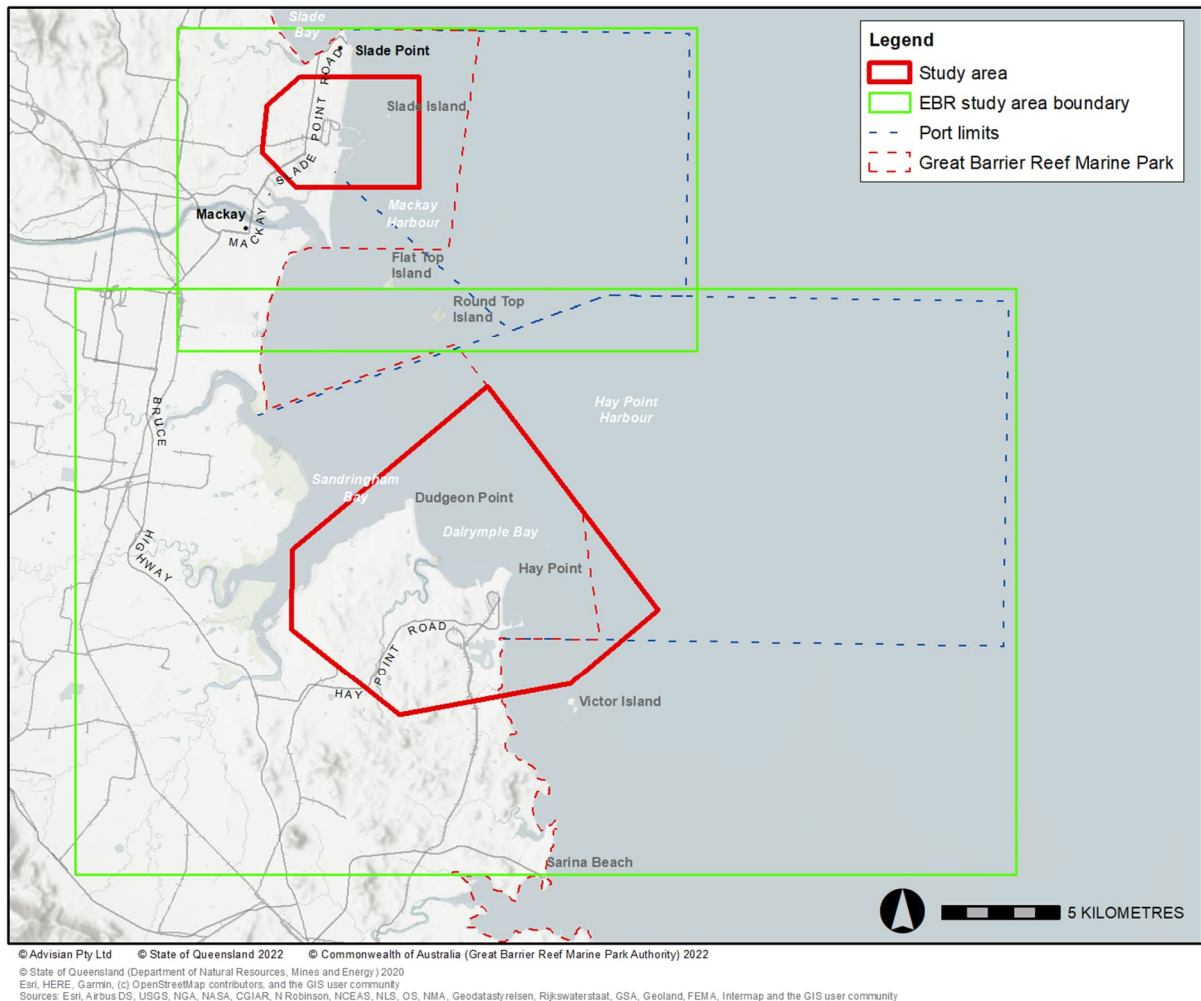 Slade
Bay
Slade Point
Slade Island
SLADE POINT ROAD
MACKAY - SLADE
Mackay
MACKAY
Mackay
Harbour
Flat Top
Island
Round Top
Island
Hay Point
Harbour
BRUCE
HIGHWAY
Sandringham
Bay
Dudgeon Point
Dalrymple Bay
Hay Point
HAY POINT ROAD
Victor Island
Sarina Beach
Legend
Study area
EBR study area boundary
Port limits
Great Barrier Reef Marine Park
5 KILOMETRES
© Advisian Pty Ltd © State of Queensland 2022 © Commonwealth of Australia (Great Barrier Reef Marine Park Authority) 2022
© State of Queensland (Department of Natural Resources, Mines and Energy) 2020
Esri, HERE, Garmin, (c) OpenStreetMap contributors, and the GIS user community
Sources: Esri, Airbus DS, USGS, NGA, NASA, CGIAR, N Robinson, NCEAS, NLS, OS, NMA, Geodatastyrelsen, Rijkswaterstaat, GSA, Geoland, FEMA, Intermap and the GIS user community